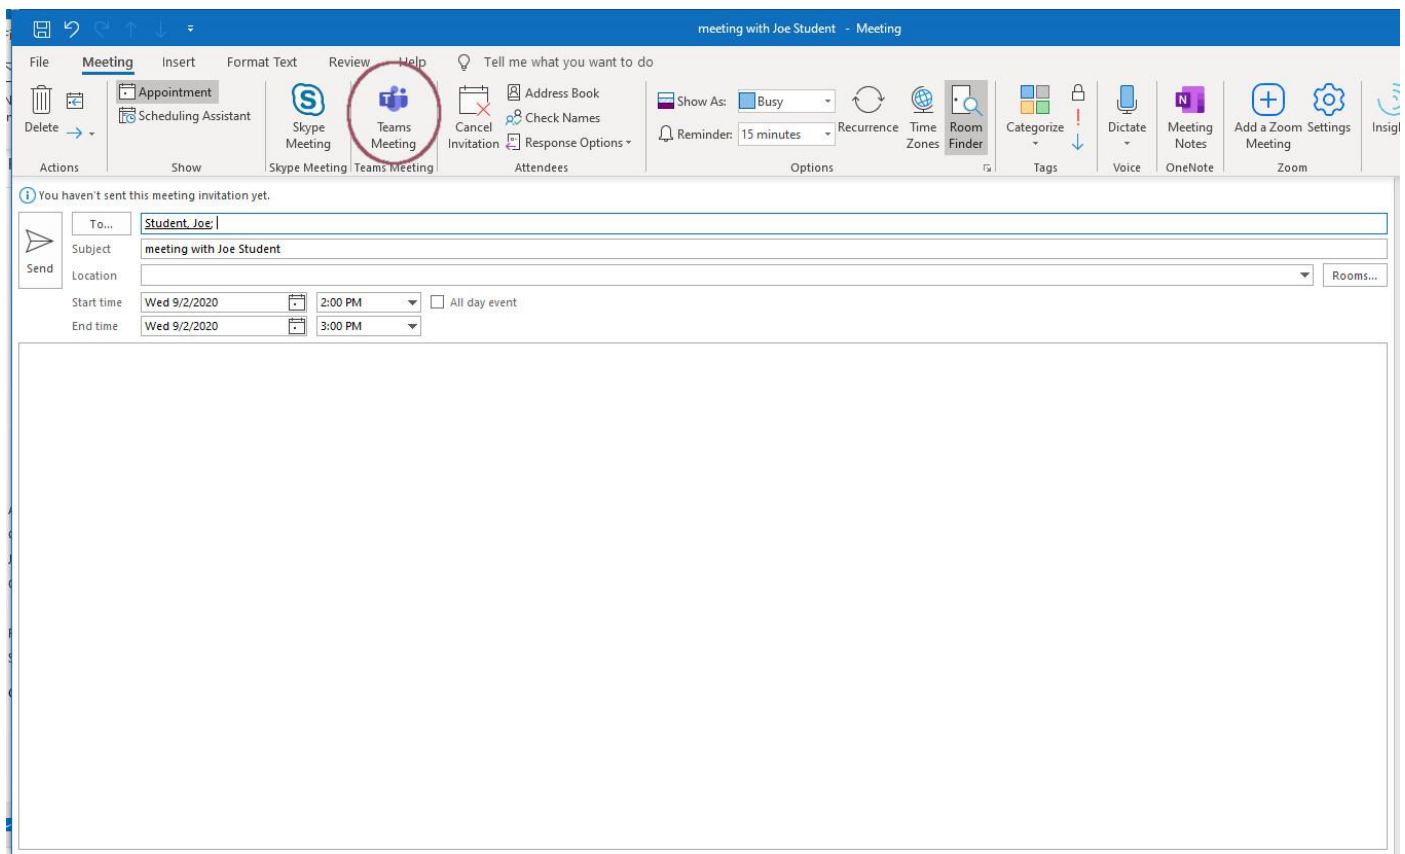 meeting with Joe Student - Meeting
File Meeting Insert Format Text Review Help Tell me what you want to do
Delete
Actions
Appointment
Scheduling Assistant
Show
Skype
Meeting
Skype Meeting
Teams
Meeting
Teams Meeting
Cancel
Invitation
Address Book
Check Names
Response Options
Attendees
Show As: Busy
Reminder: 15 minutes
Recurrence
Time
Zones
Room
Finder
Options
Categorize
Tags
Dictate
Voice
Meeting
Notes
OneNote
Add a Zoom
Meeting
Settings
Zoom
You haven't sent this meeting invitation yet.
Send
To... Student, Joe;
Subject meeting with Joe Student
Location Rooms...
Start time Wed 9/2/2020 2:00 PM All day event
End time Wed 9/2/2020 3:00 PM